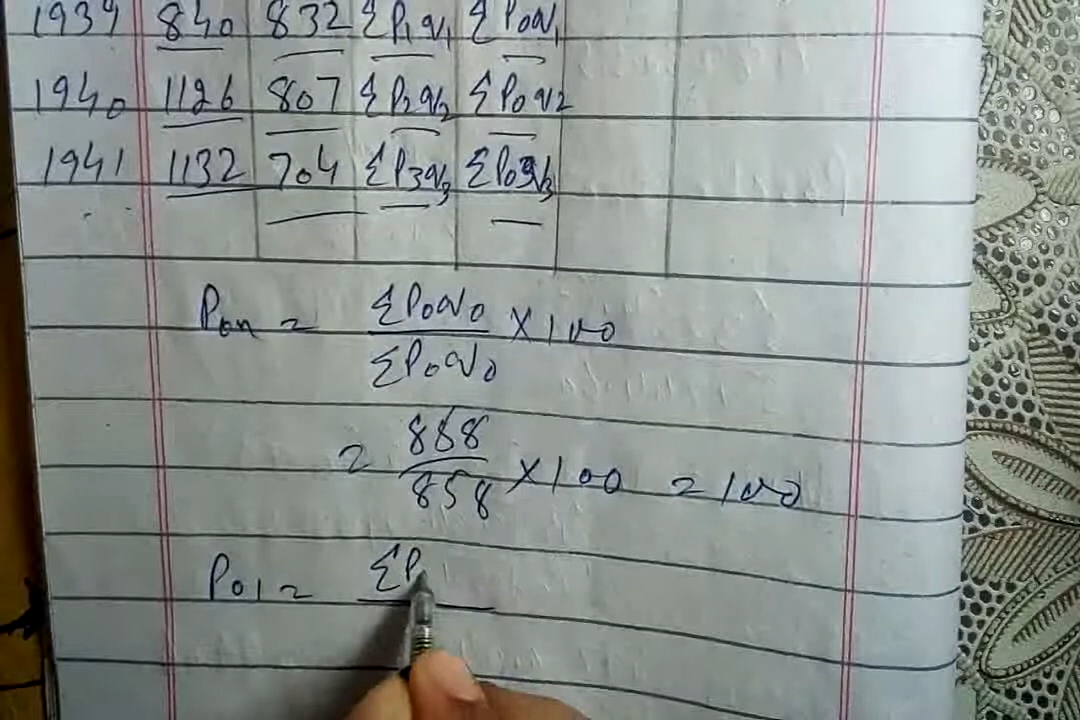 1939 840 832 ΣP₁q₁ ΣP₀q₁
1940 1126 807 ΣP₂q₂ ΣP₀q₂
1941 1132 704 ΣP₃q₃ ΣP₀q₃
P₀n = ΣP₀q₀ / ΣP₀q₀ × 100
= 858 / 858 × 100 = 100
P₀₁ = ΣP